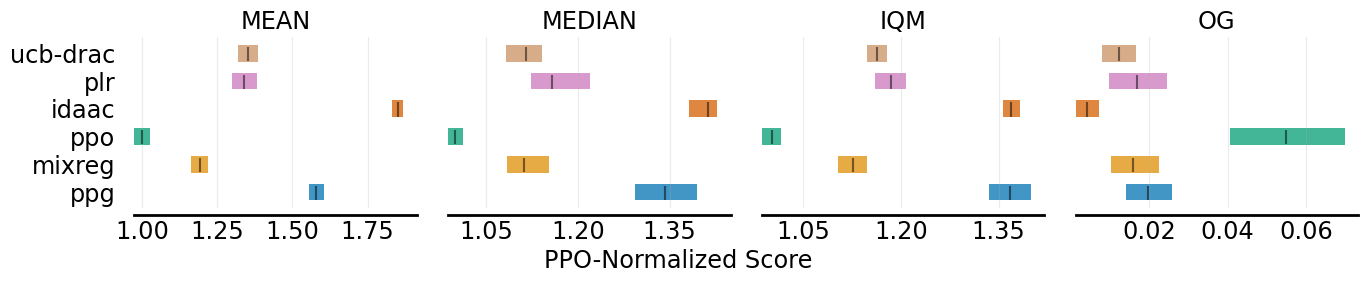 MEAN MEDIAN IQM OG
ucb-drac
plr
idaac
ppo
mixreg
ppg
1.00 1.25 1.50 1.75 1.05 1.20 1.35 1.05 1.20 1.35 0.02 0.04 0.06
PPO-Normalized Score